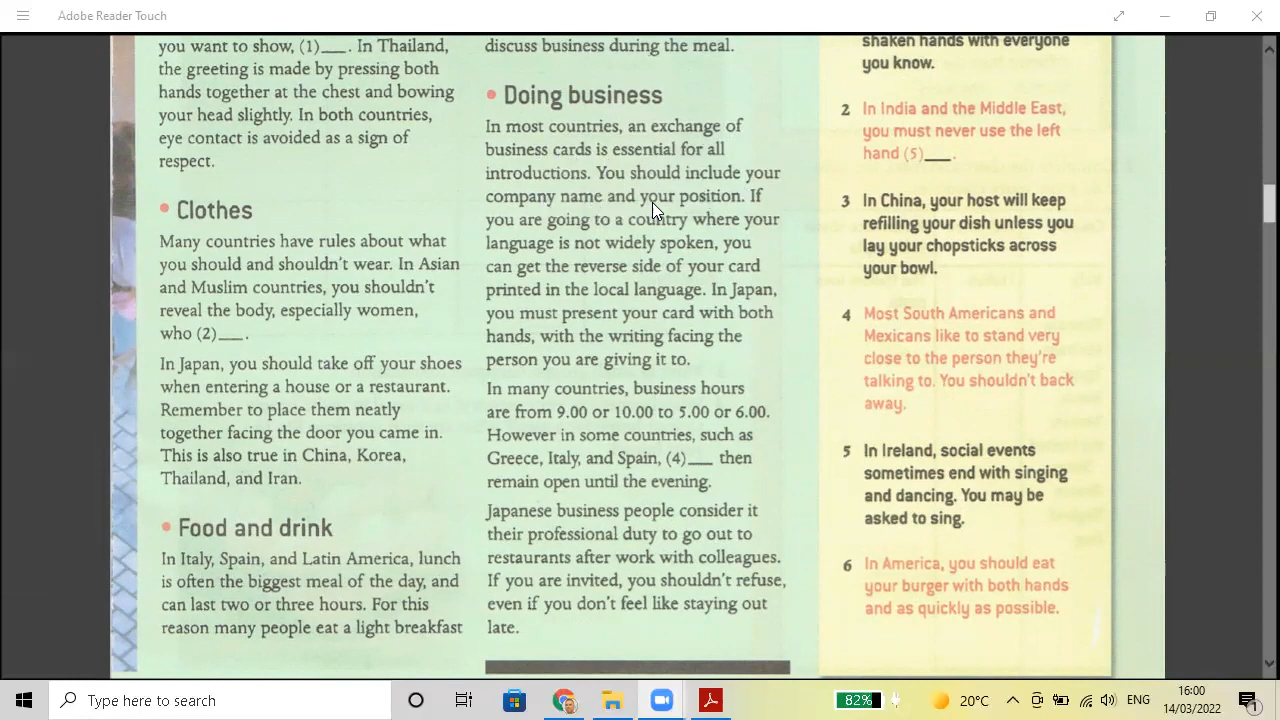 Adobe Reader Touch
you want to show, (1)___. In Thailand,
the greeting is made by pressing both
hands together at the chest and bowing
your head slightly. In both countries,
eye contact is avoided as a sign of
respect.
• Clothes
Many countries have rules about what
you should and shouldn't wear. In Asian
and Muslim countries, you shouldn't
reveal the body, especially women,
who (2)___.
In Japan, you should take off your shoes
when entering a house or a restaurant.
Remember to place them neatly
together facing the door you came in.
This is also true in China, Korea,
Thailand, and Iran.
• Food and drink
In Italy, Spain, and Latin America, lunch
is often the biggest meal of the day, and
can last two or three hours. For this
reason many people eat a light breakfast
discuss business during the meal.
• Doing business
In most countries, an exchange of
business cards is essential for all
introductions. You should include your
company name and your position. If
you are going to a country where your
language is not widely spoken, you
can get the reverse side of your card
printed in the local language. In Japan,
you must present your card with both
hands, with the writing facing the
person you are giving it to.
In many countries, business hours
are from 9.00 or 10.00 to 5.00 or 6.00.
However in some countries, such as
Greece, Italy, and Spain, (4)___ then
remain open until the evening.
Japanese business people consider it
their professional duty to go out to
restaurants after work with colleagues.
If you are invited, you shouldn't refuse,
even if you don't feel like staying out
late.
shaken hands with everyone
you know.
2 In India and the Middle East,
you must never use the left
hand (5)___.
3 In China, your host will keep
refilling your dish unless you
lay your chopsticks across
your bowl.
4 Most South Americans and
Mexicans like to stand very
close to the person they're
talking to. You shouldn't back
away.
5 In Ireland, social events
sometimes end with singing
and dancing. You may be
asked to sing.
6 In America, you should eat
your burger with both hands
and as quickly as possible.
Type here to search
82%
20°C
ENG
16:00
14/03/2022
1